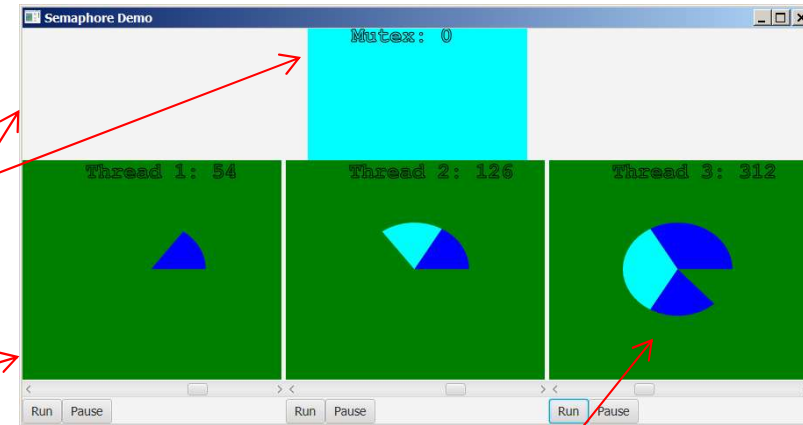 Semaphore Demo
Mutex: 0
Thread 1: 54
Thread 2: 126
Thread 3: 312
Run Pause
Run Pause
Run Pause